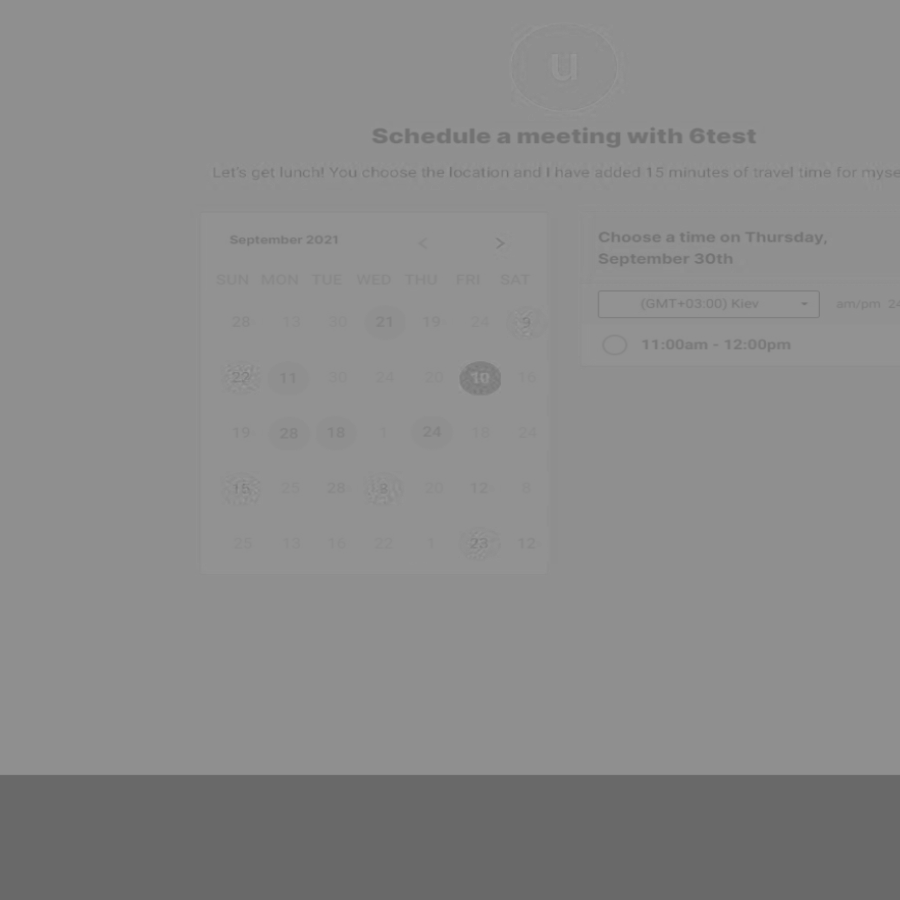 u
Schedule a meeting with 6test
Let's get lunch! You choose the location and I have added 15 minutes of travel time for myse
September 2021 < >
SUN MON TUE WED THU FRI SAT
28 13 30 21 19 24 9
22 11 30 24 28 10 16
19 28 18 1 24 18 24
15 25 28 12 8
25 13 16 22 1 23 12
Choose a time on Thursday,
September 30th
(GMT+03:00) Kiev am/pm 24
11:00am - 12:00pm